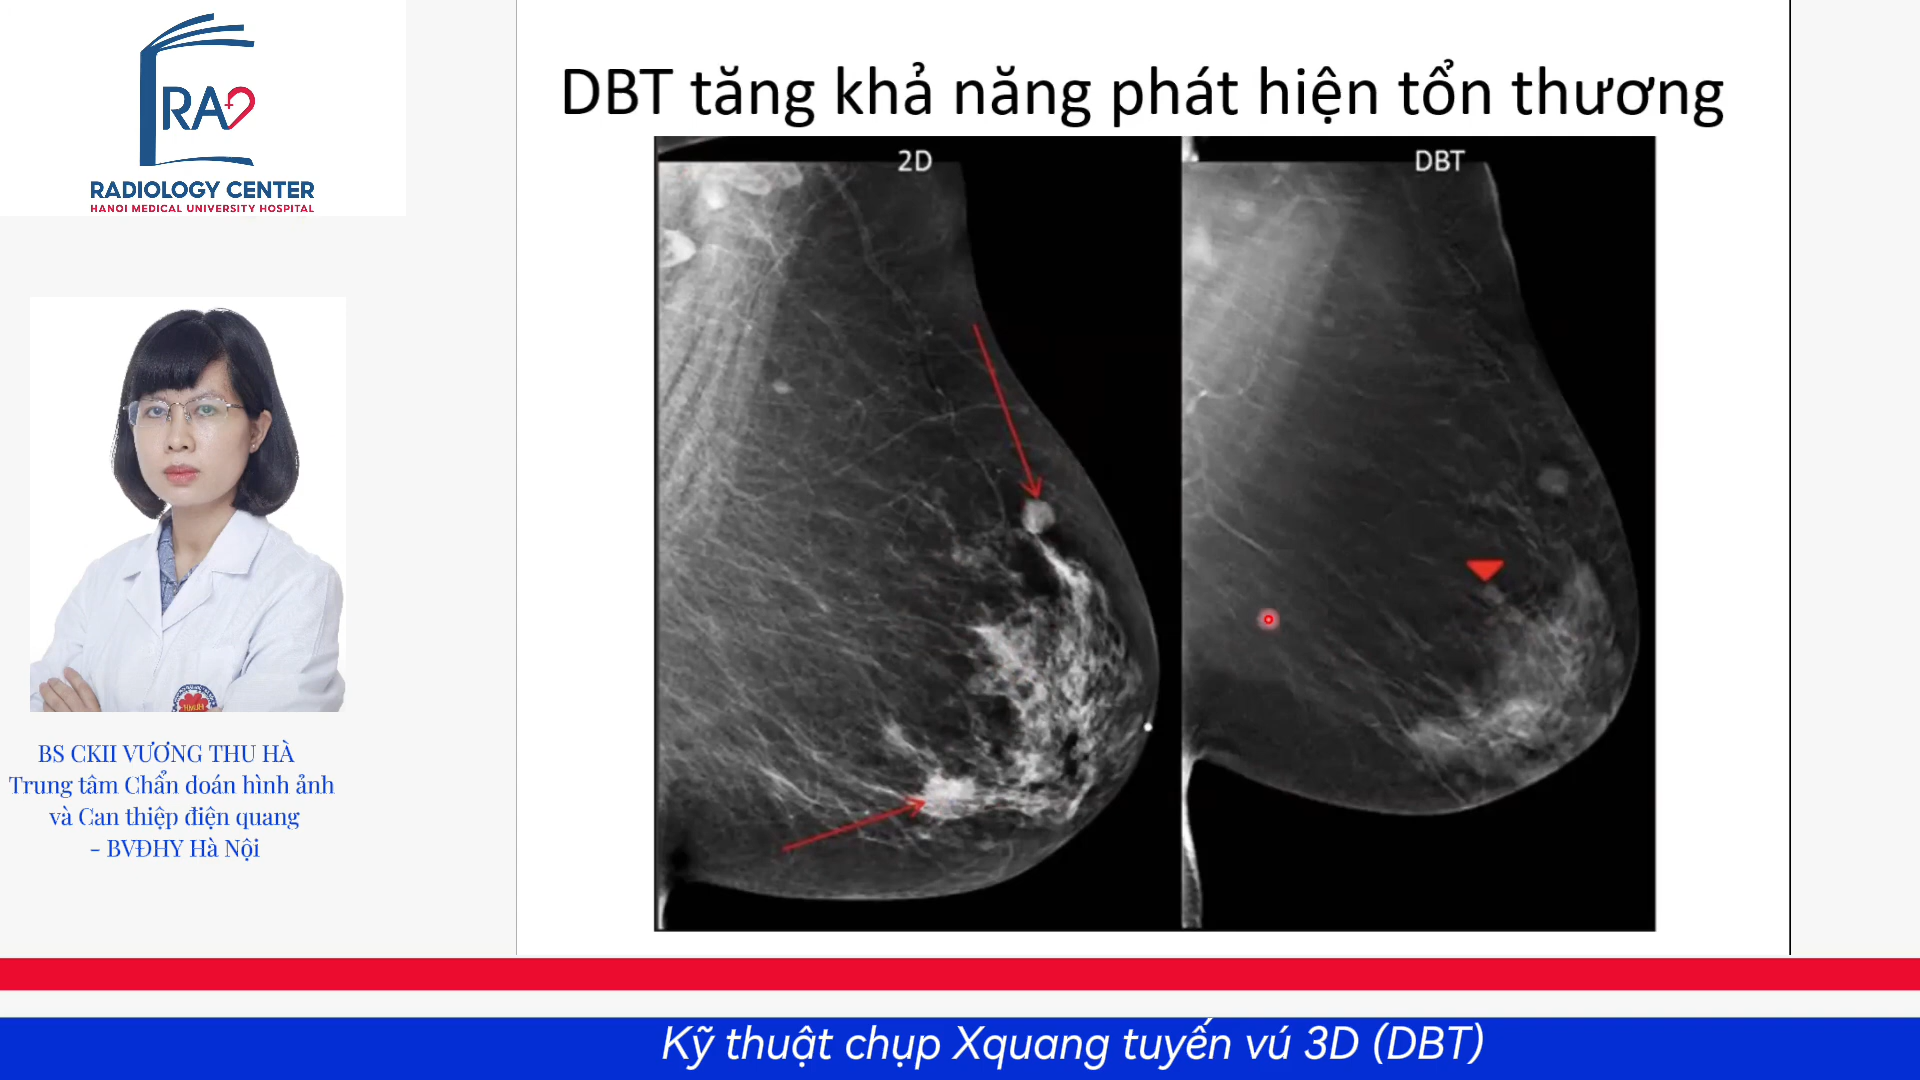 RA
RADIOLOGY CENTER
HANOI MEDICAL UNIVERSITY HOSPITAL
DBT tăng khả năng phát hiện tổn thương
2D
DBT
BS CKII VƯƠNG THU HÀ
Trung tâm Chẩn đoán hình ảnh
và Can thiệp điện quang
- BVĐHY Hà Nội
Kỹ thuật chụp Xquang tuyến vú 3D (DBT)